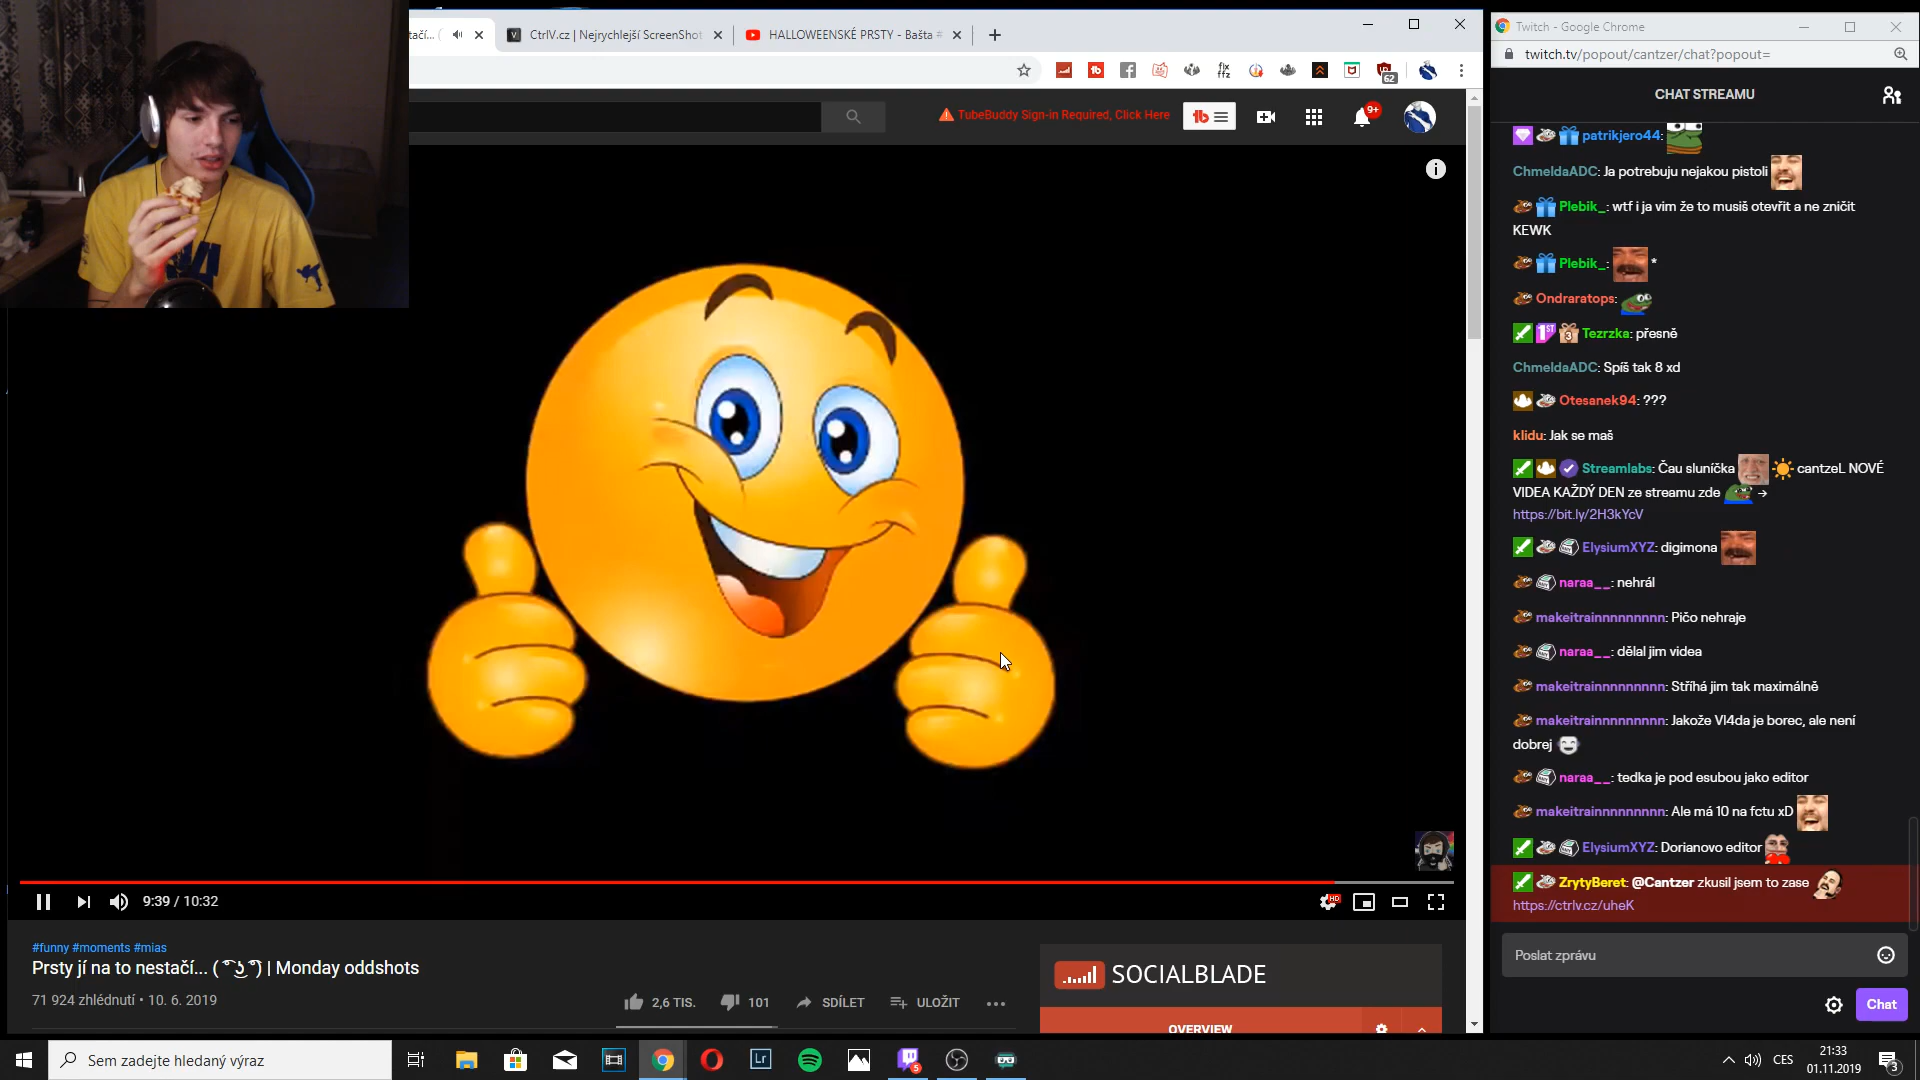 tačí... (
CtrlV.cz | Nejrychlejší ScreenShot
HALLOWEENSKÉ PRSTY - Bašta #
62
TubeBuddy Sign-in Required, Click Here
9+
9:39 / 10:32
HD
#funny #moments #mias
Prsty jí na to nestačí... ( ͡° ͜ʖ ͡°) | Monday oddshots
71 924 zhlédnutí • 10. 6. 2019
2,6 TIS.
101
SDÍLET
ULOŽIT
SOCIALBLADE
OVERVIEW
Twitch - Google Chrome
twitch.tv/popout/cantzer/chat?popout=
CHAT STREAMU
patrikjero44:
ChmeldaADC: Ja potrebuju nejakou pistoli
Plebik_: wtf i ja vim že to musiš otevřit a ne zničit
KEWK
Plebik_: *
Ondraratops:
Tezrzka: přesně
ChmeldaADC: Spíš tak 8 xd
Otesanek94: ???
klidu: Jak se maš
Streamlabs: Čau sluníčka cantzeL NOVÉ
VIDEA KAŽDÝ DEN ze streamu zde →
https://bit.ly/2H3kYcV
ElysiumXYZ: digimona
naraa__: nehrál
makeitrainnnnnnnnn: Pičo nehraje
naraa__: dělal jim videa
makeitrainnnnnnnnn: Stříhá jim tak maximálně
makeitrainnnnnnnnn: Jakože Vl4da je borec, ale není
dobrej
naraa__: tedka je pod esubou jako editor
makeitrainnnnnnnnn: Ale má 10 na fctu xD
ElysiumXYZ: Dorianovo editor
ZrytyBeret: @Cantzer zkusil jsem to zase
https://ctrlv.cz/uheK
Poslat zprávu
Chat
Sem zadejte hledaný výraz
Lr
5
CES
21:33
01.11.2019
3